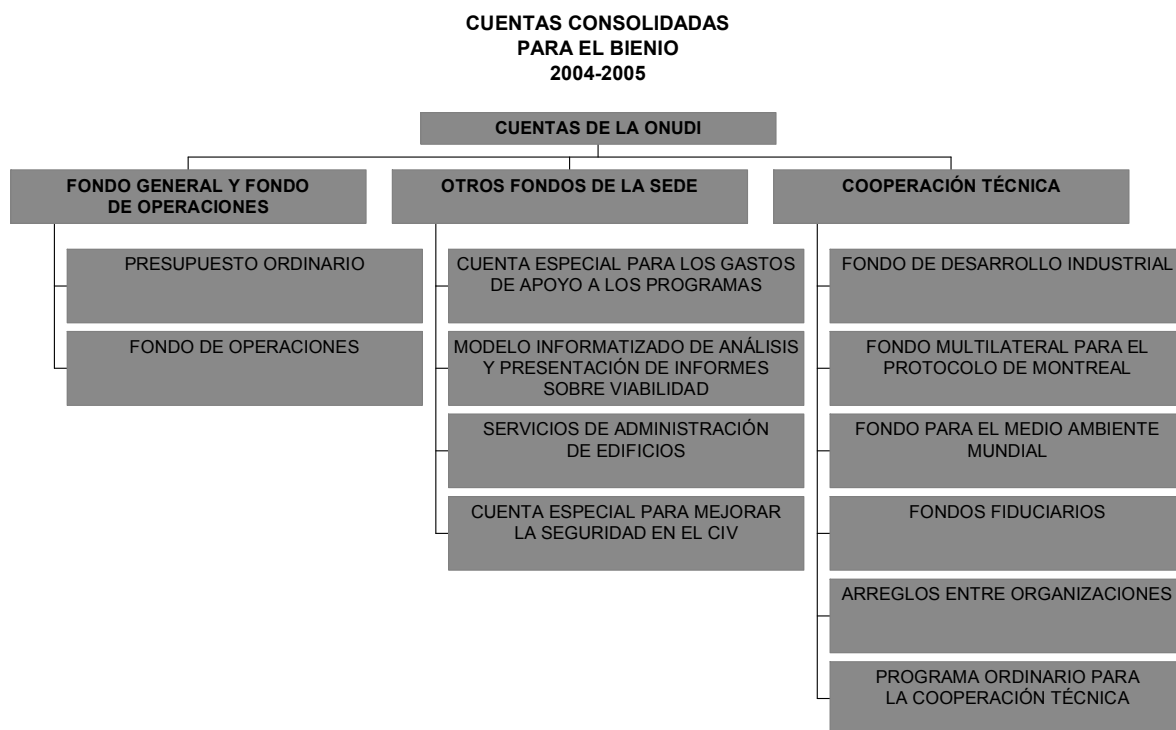 CUENTAS CONSOLIDADAS
PARA EL BIENIO
2004-2005
CUENTAS DE LA ONUDI
FONDO GENERAL Y FONDO
DE OPERACIONES
PRESUPUESTO ORDINARIO
FONDO DE OPERACIONES
OTROS FONDOS DE LA SEDE
CUENTA ESPECIAL PARA LOS GASTOS
DE APOYO A LOS PROGRAMAS
MODELO INFORMATIZADO DE ANÁLISIS
Y PRESENTACIÓN DE INFORMES
SOBRE VIABILIDAD
SERVICIOS DE ADMINISTRACIÓN
DE EDIFICIOS
CUENTA ESPECIAL PARA MEJORAR
LA SEGURIDAD EN EL CIV
COOPERACIÓN TÉCNICA
FONDO DE DESARROLLO INDUSTRIAL
FONDO MULTILATERAL PARA EL
PROTOCOLO DE MONTREAL
FONDO PARA EL MEDIO AMBIENTE
MUNDIAL
FONDOS FIDUCIARIOS
ARREGLOS ENTRE ORGANIZACIONES
PROGRAMA ORDINARIO PARA
LA COOPERACIÓN TÉCNICA